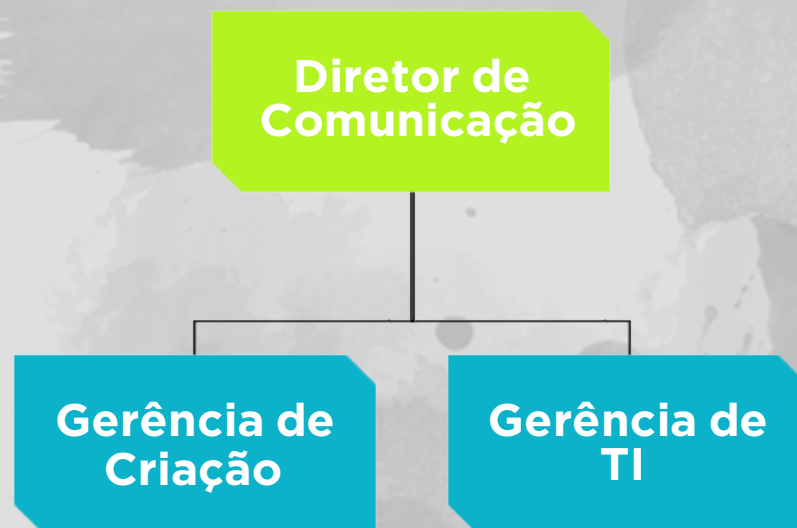 Diretor de
Comunicação
Gerência de
Criação
Gerência de
TI